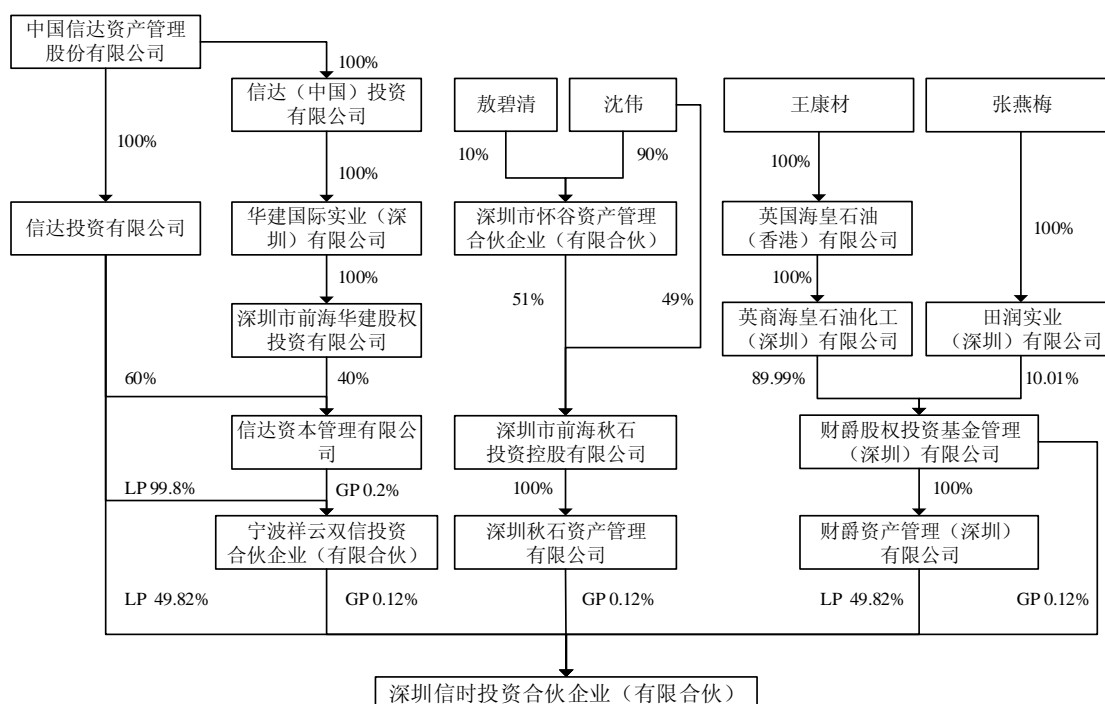 中国信达资产管理
股份有限公司
100%
信达（中国）投资
有限公司
敖碧清
沈伟
王康材
张燕梅
100%
100%
10%
90%
100%
100%
信达投资有限公司
华建国际实业（深
圳）有限公司
深圳市怀谷资产管理
合伙企业（有限合伙）
英国海皇石油
（香港）有限公司
100%
51%
49%
100%
深圳市前海华建股权
投资有限公司
英商海皇石油化工
（深圳）有限公司
田润实业
（深圳）有限公司
60%
40%
89.99%
10.01%
信达资本管理有限公
司
深圳市前海秋石
投资控股有限公司
财爵股权投资基金管理
（深圳）有限公司
LP 99.8%
GP 0.2%
100%
100%
宁波祥云双信投资
合伙企业（有限合伙）
深圳秋石资产管理
有限公司
财爵资产管理（深圳）
有限公司
LP 49.82%
GP 0.12%
GP 0.12%
LP 49.82%
GP 0.12%
深圳信时投资合伙企业（有限合伙）